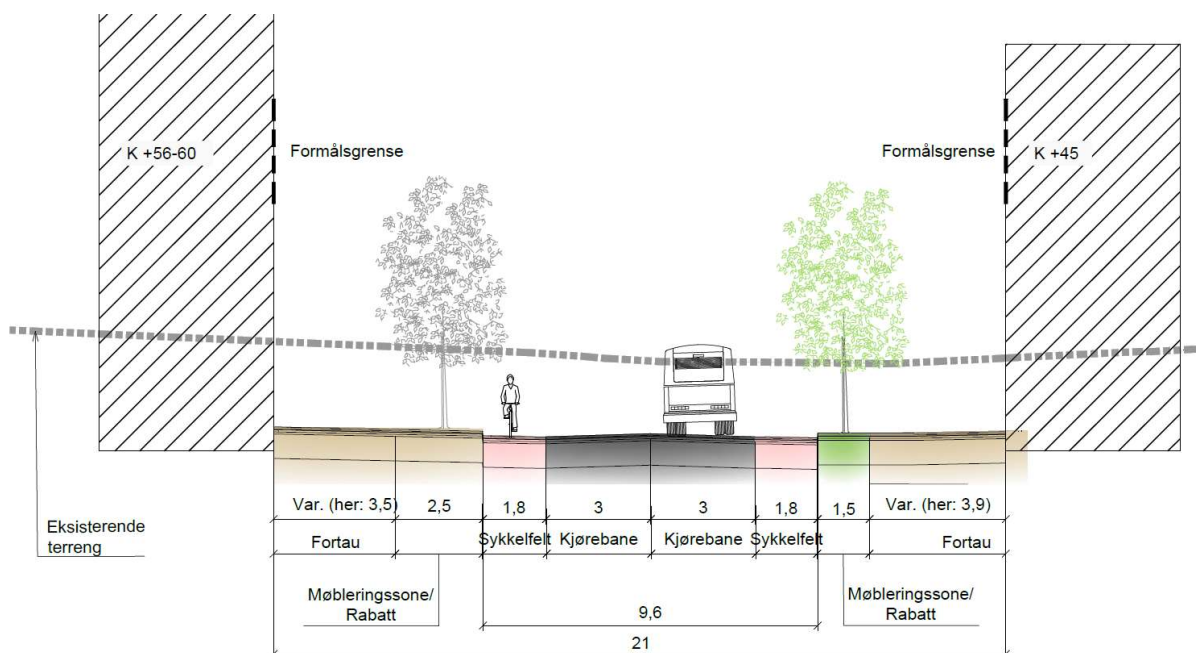 K +56-60
Formålsgrense
Formålsgrense
K +45
Eksisterende
terreng
Var. (her: 3,5)
2,5
1,8
3
3
1,8
1,5
Var. (her: 3,9)
Fortau
Sykkelfelt
Kjørebane
Kjørebane
Sykkelfelt
Fortau
Møbleringssone/
Rabatt
9,6
Møbleringssone/
Rabatt
21